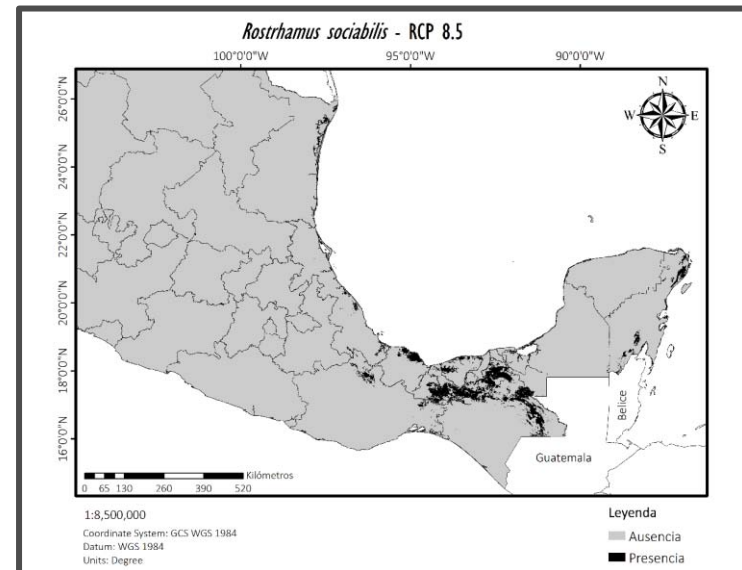 Rostrhamus sociabilis - RCP 8.5
100°0'0"W 95°0'0"W 90°0'0"W
26°0'0"N
24°0'0"N
22°0'0"N
20°0'0"N
18°0'0"N
16°0'0"N
N
W E
S
Belice
Guatemala
Kilómetros
0 65 130 260 390 520
1:8,500,000
Coordinate System: GCS WGS 1984
Datum: WGS 1984
Units: Degree
Leyenda
Ausencia
Presencia